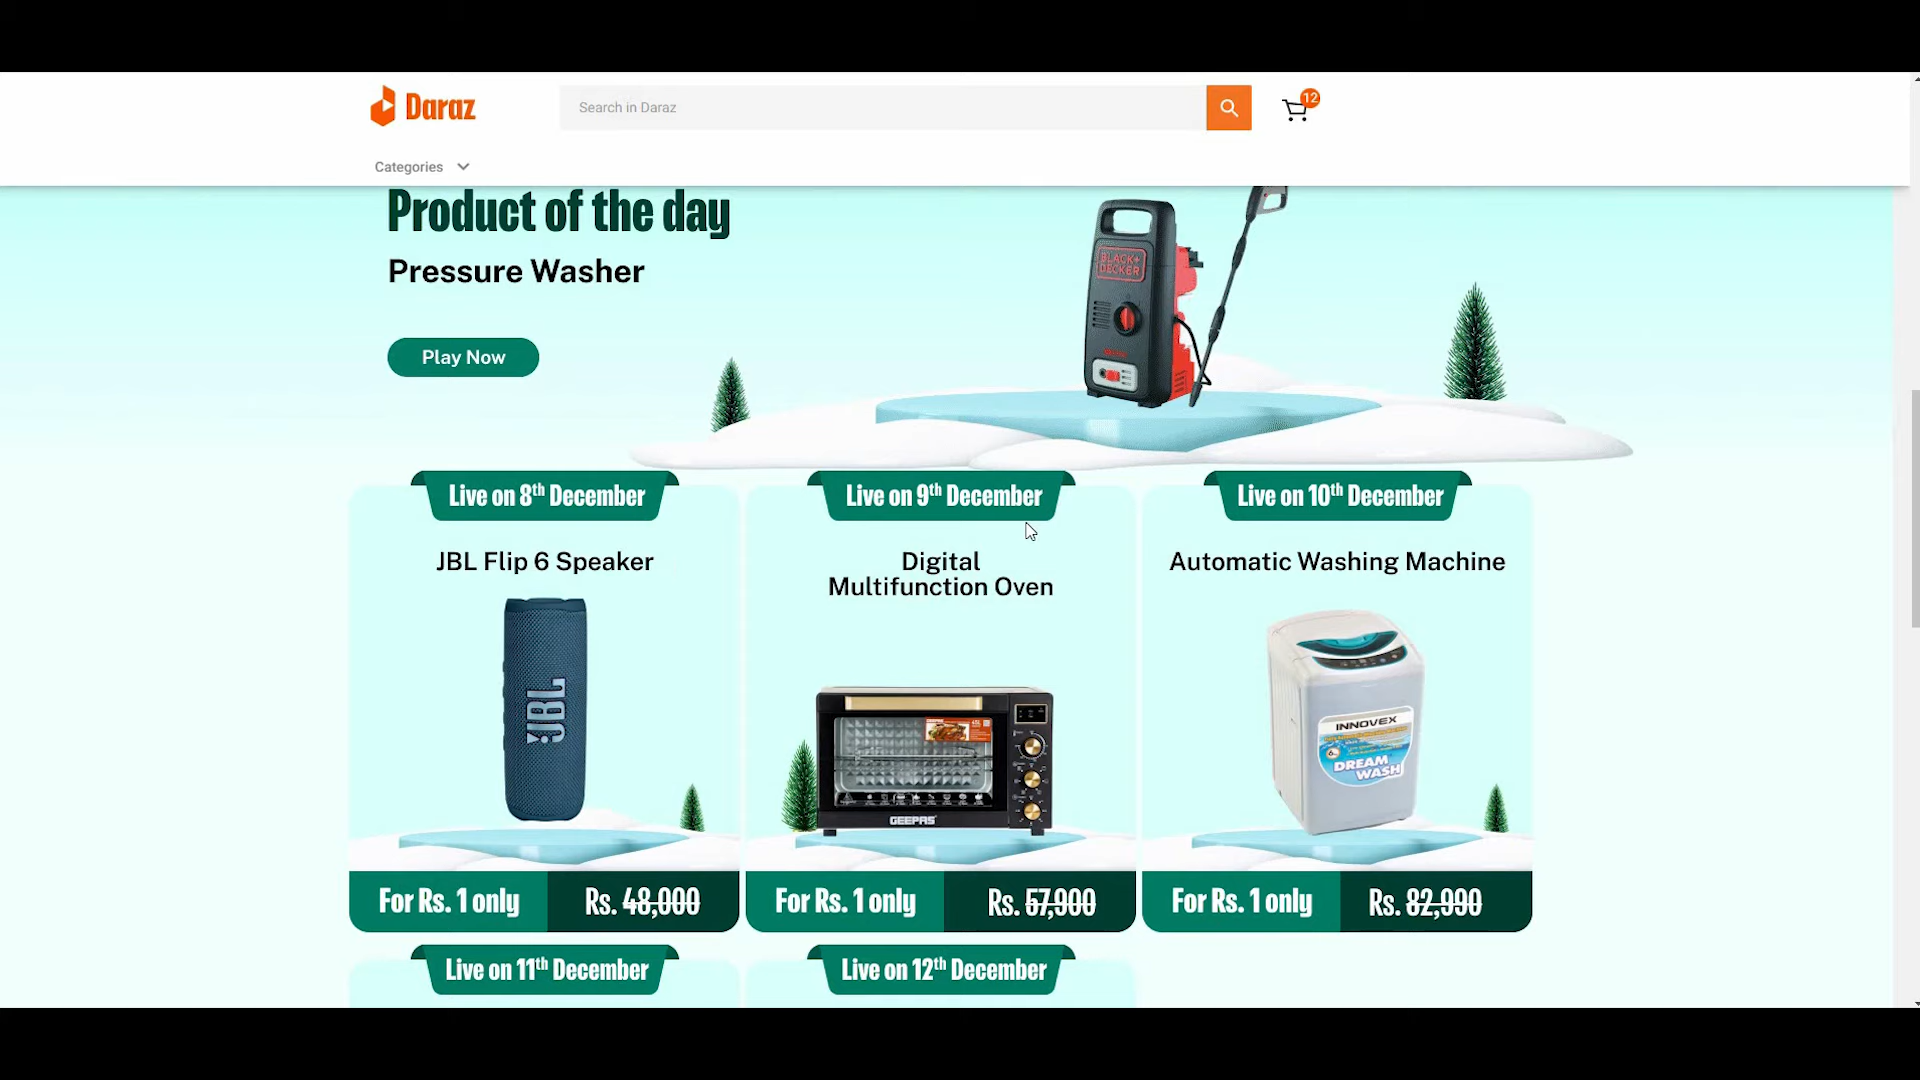 Daraz
Search in Daraz
12
Categories
Product of the day
Pressure Washer
BLACK+
DECKER
Play Now
Live on 8th December
Live on 9th December
Live on 10th December
JBL Flip 6 Speaker
Digital
Multifunction Oven
Automatic Washing Machine
JBL
GEEPAS
INNOVEX
DREAM
WASH
For Rs. 1 only
Rs. 48,000
For Rs. 1 only
Rs. 57,900
For Rs. 1 only
Rs. 82,990
Live on 11th December
Live on 12th December